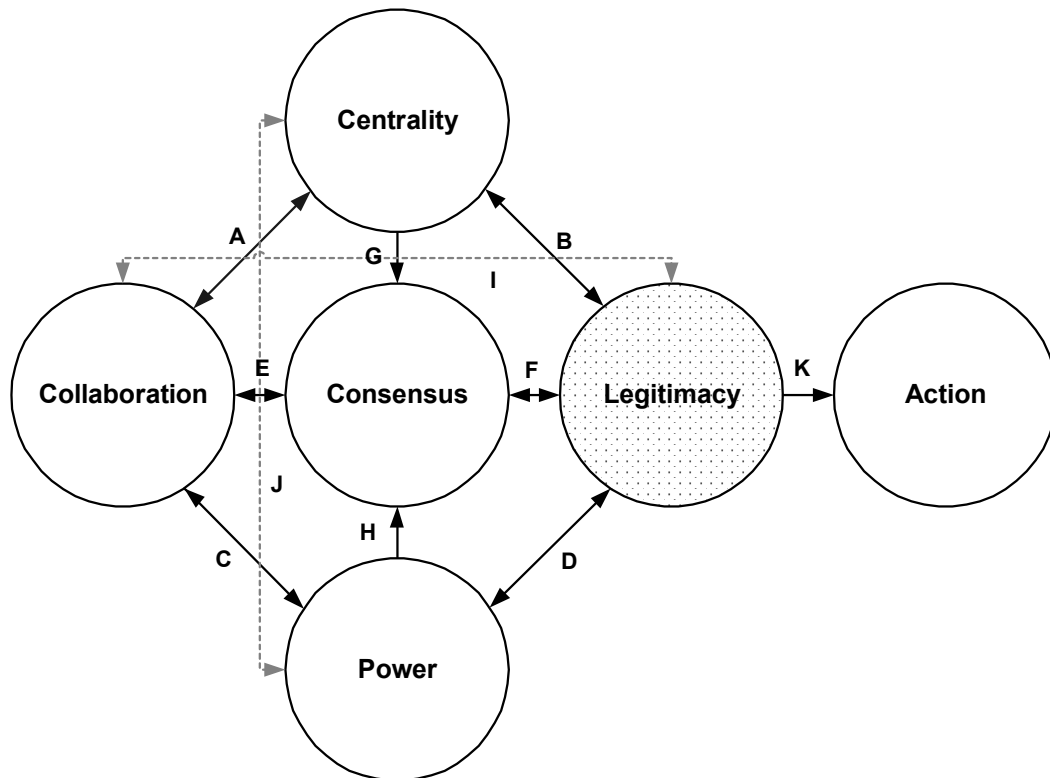 Centrality
A
B
G
I
Collaboration
E
Consensus
F
Legitimacy
K
Action
J
H
C
D
Power